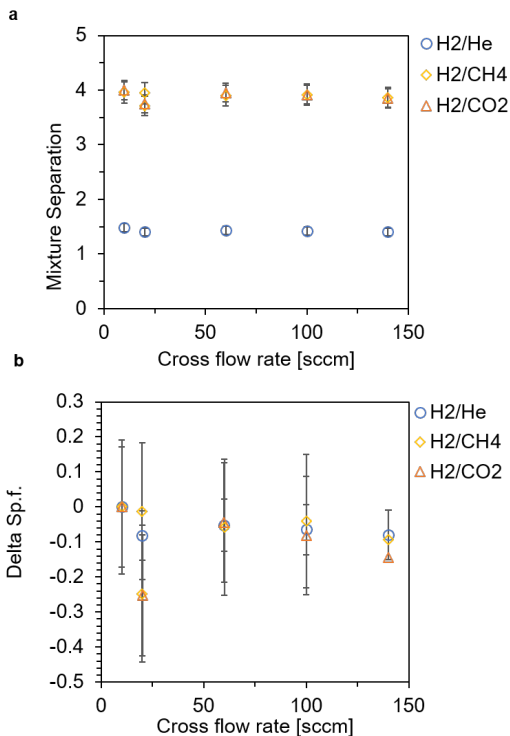 a
Mixture Separation
5
4
3
2
1
0
0 50 100 150
Cross flow rate [sccm]
H2/He
H2/CH4
H2/CO2
b
Delta Sp.f.
0.3
0.2
0.1
0
-0.1
-0.2
-0.3
-0.4
-0.5
0 50 100 150
Cross flow rate [sccm]
H2/He
H2/CH4
H2/CO2